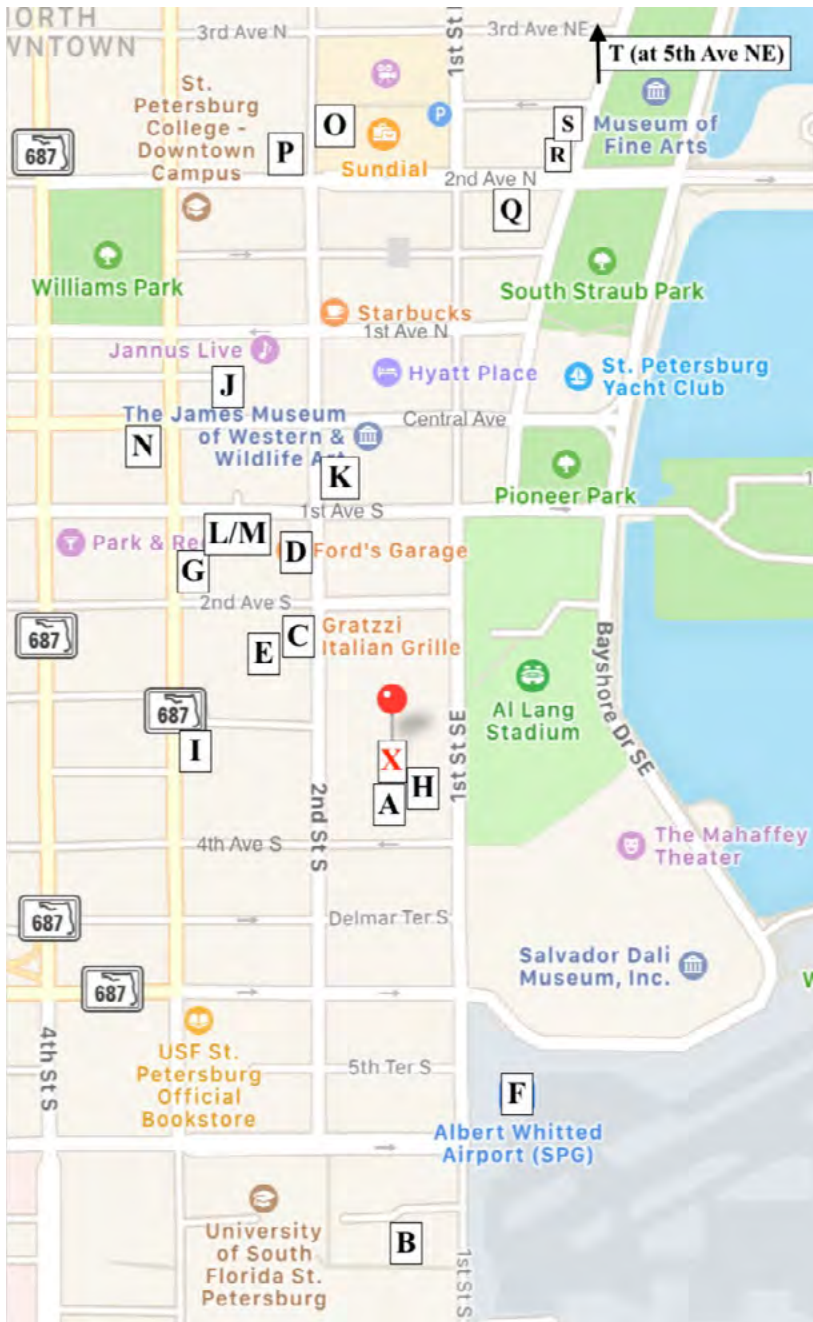 ORTH
WNTOWN
3rd Ave N
1st St N
3rd Ave NE
T (at 5th Ave NE)
St.
Petersburg
College -
Downtown
Campus
687
P
O
P
Sundial
S
R
Museum of
Fine Arts
2nd Ave N
Q
Williams Park
South Straub Park
Starbucks
1st Ave N
Jannus Live
Hyatt Place
St. Petersburg
Yacht Club
J
The James Museum
of Western &
Wildlife Art
Central Ave
N
K
Pioneer Park
1st Ave S
Park & Re
L/M
D
Ford's Garage
G
2nd Ave S
687
C
E
Gratzzi
Italian Grille
Bayshore Dr SE
687
Al Lang
Stadium
I
X
H
A
1st St SE
2nd St S
4th Ave S
The Mahaffey
Theater
687
Delmar Ter S
Salvador Dali
Museum, Inc.
W
687
4th St S
USF St.
Petersburg
Official
Bookstore
5th Ter S
F
Albert Whitted
Airport (SPG)
University
of South
Florida St.
Petersburg
B
1st St S